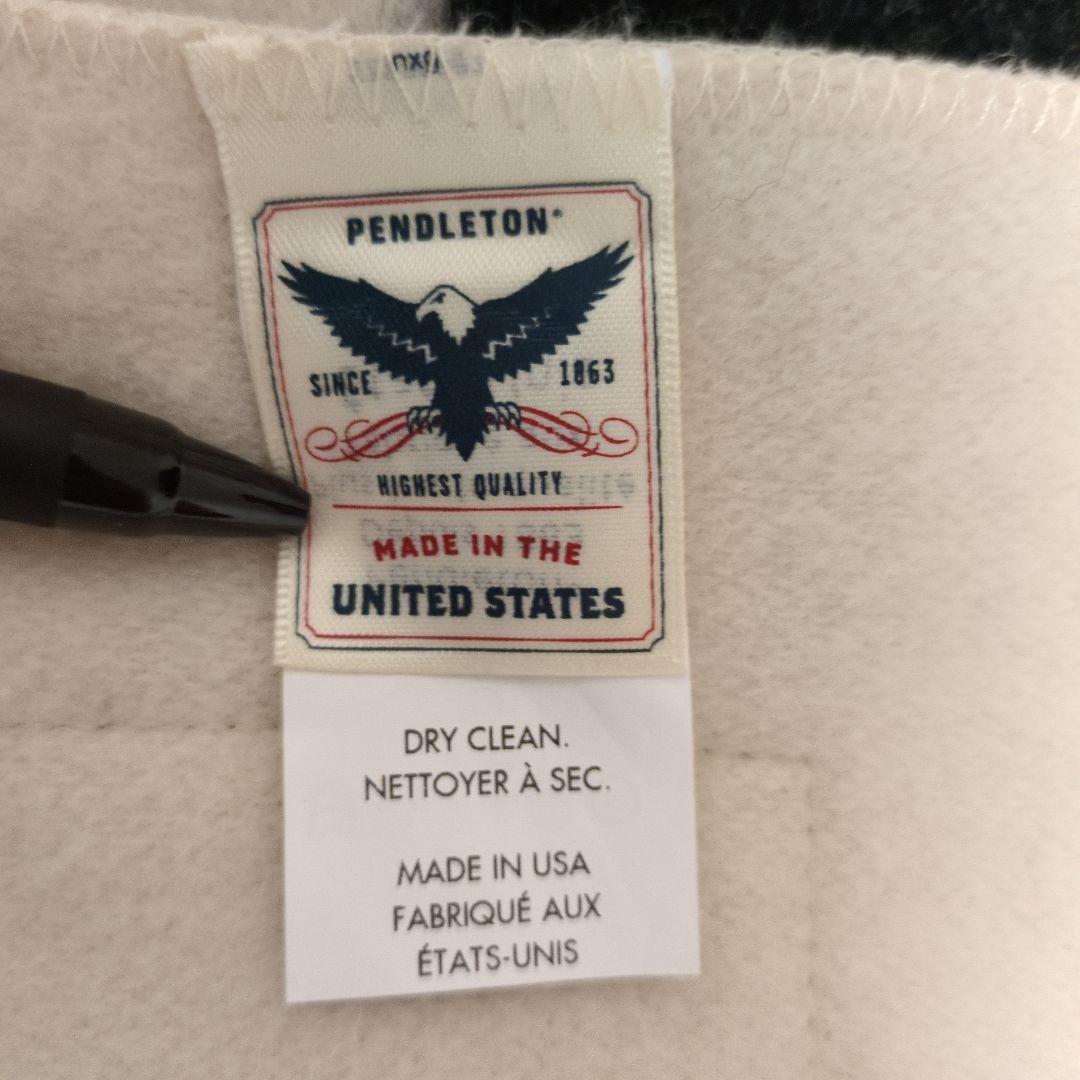 PENDLETON®
SINCE 1863
HIGHEST QUALITY
MADE IN THE
UNITED STATES
DRY CLEAN.
NETTOYER À SEC.
MADE IN USA
FABRIQUÉ AUX
ÉTATS-UNIS